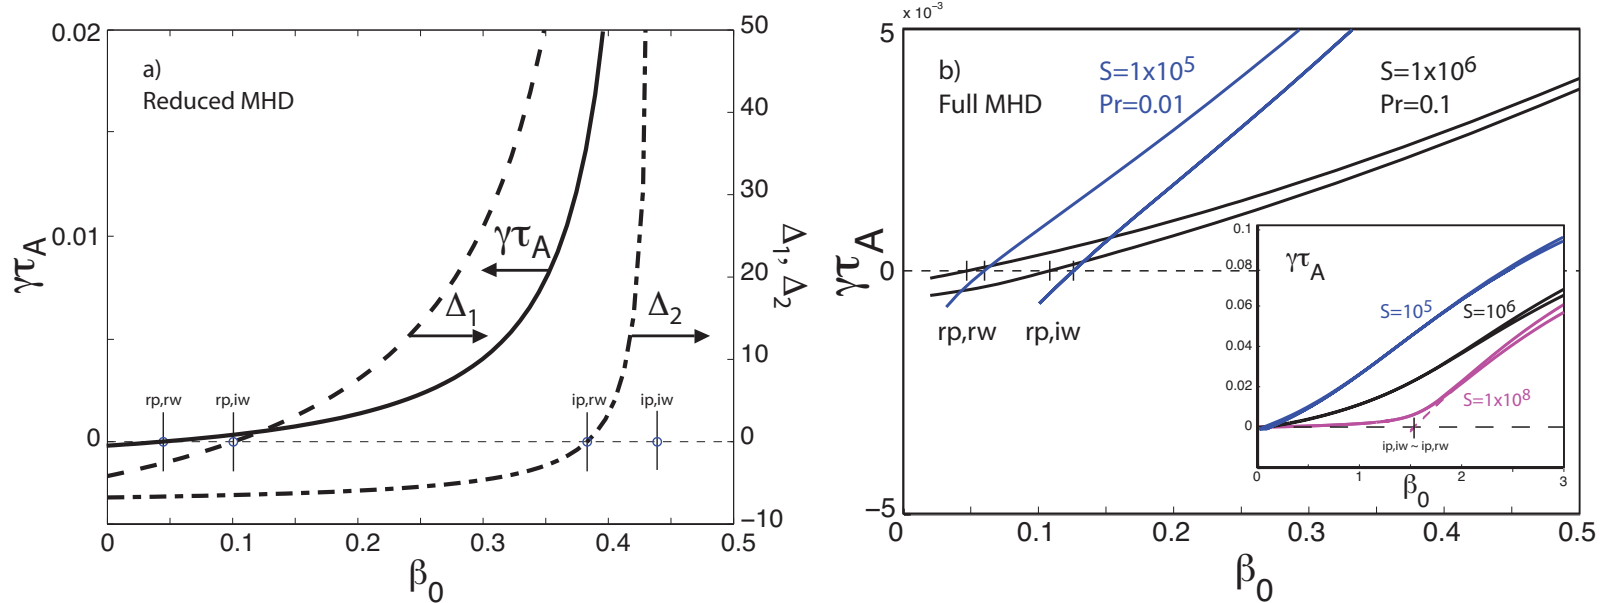 a)
Reduced MHD
0.02
0.01
0
γτA
γτA
Δ1
Δ2
rp,rw
rp,iw
ip,rw
ip,iw
50
40
30
20
10
0
−10
Δ1, Δ2
0
0.1
0.2
0.3
0.4
0.5
β0
x 10⁻³
b)
Full MHD
S=1x10⁵
Pr=0.01
S=1x10⁶
Pr=0.1
5
0
−5
γτA
rp,rw
rp,iw
0
0.1
0.2
0.3
0.4
0.5
β0
0.1
0.08
0.06
0.04
0.02
0
γτA
S=10⁵
S=10⁶
S=1x10⁸
ip,iw ~ ip,rw
0
1
2
3
β0